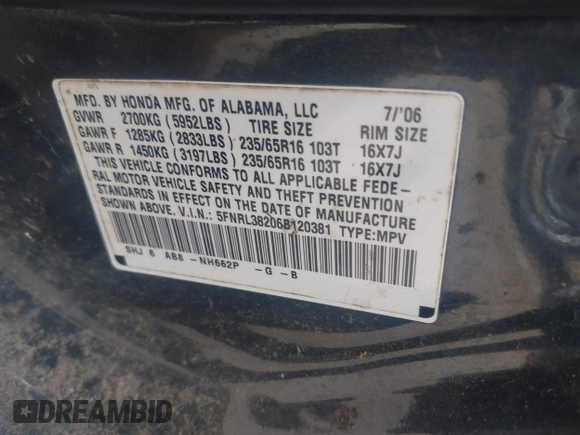 MFD. BY HONDA MFG. OF ALABAMA, LLC 7/'06
GVWR 2700KG (5952LBS) TIRE SIZE RIM SIZE
GAWR F 1285KG (2833LBS) 235/65R16 103T 16X7J
GAWR R 1450KG (3197LBS) 235/65R16 103T 16X7J
THIS VEHICLE CONFORMS TO ALL APPLICABLE FEDE-
RAL MOTOR VEHICLE SAFETY AND THEFT PREVENTION
STANDARDS IN EFFECT ON THE DATE OF MANUFACTURE
SHOWN ABOVE. V.I.N.: 5FNRL38206B120381 TYPE:MPV
SHJ 6 AB8 -NH662P -G -B
DREAMBID